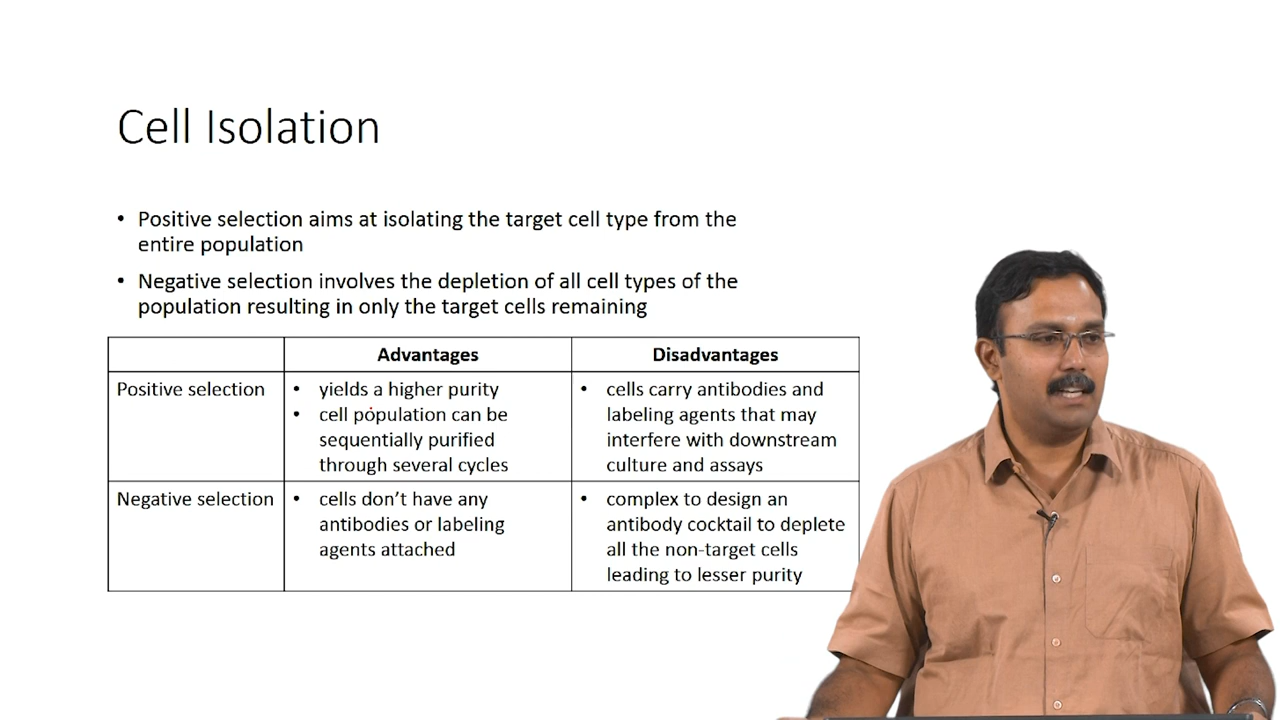 Cell Isolation
• Positive selection aims at isolating the target cell type from the
entire population
• Negative selection involves the depletion of all cell types of the
population resulting in only the target cells remaining
Advantages Disadvantages
Positive selection
• yields a higher purity
• cell population can be
sequentially purified
through several cycles
• cells carry antibodies and
labeling agents that may
interfere with downstream
culture and assays
Negative selection
• cells don't have any
antibodies or labeling
agents attached
• complex to design an
antibody cocktail to deplete
all the non-target cells
leading to lesser purity